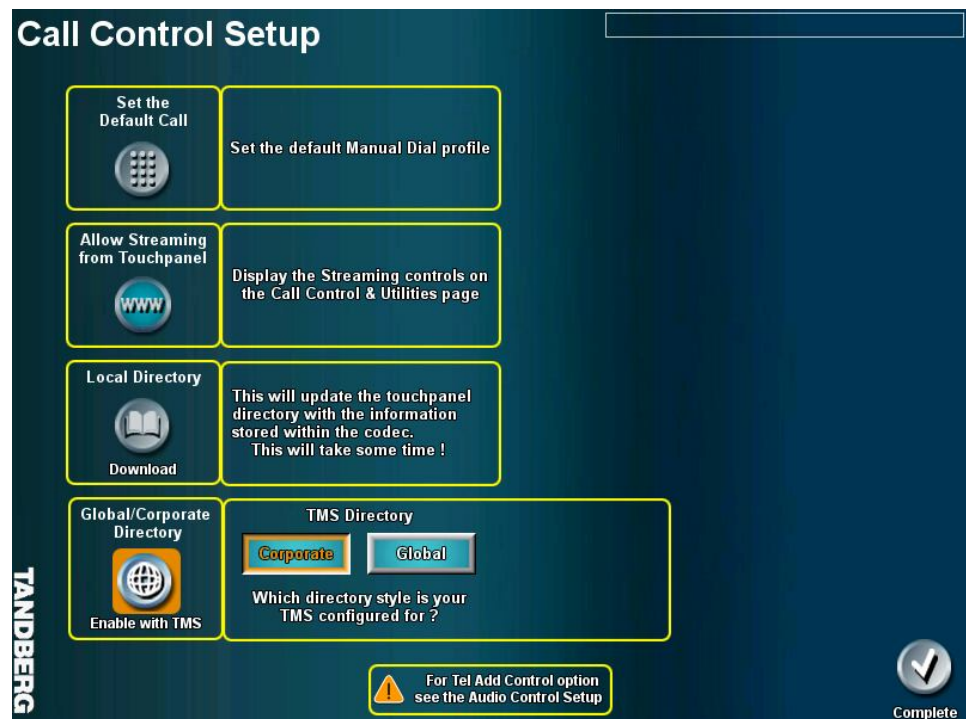 Call Control Setup
Set the
Default Call
Set the default Manual Dial profile
Allow Streaming
from Touchpanel
www
Display the Streaming controls on
the Call Control & Utilities page
Local Directory
Download
This will update the touchpanel
directory with the information
stored within the codec.
This will take some time !
Global/Corporate
Directory
Enable with TMS
TMS Directory
Corporate
Global
Which directory style is your
TMS configured for ?
TANDBERG
For Tel Add Control option
see the Audio Control Setup
Complete